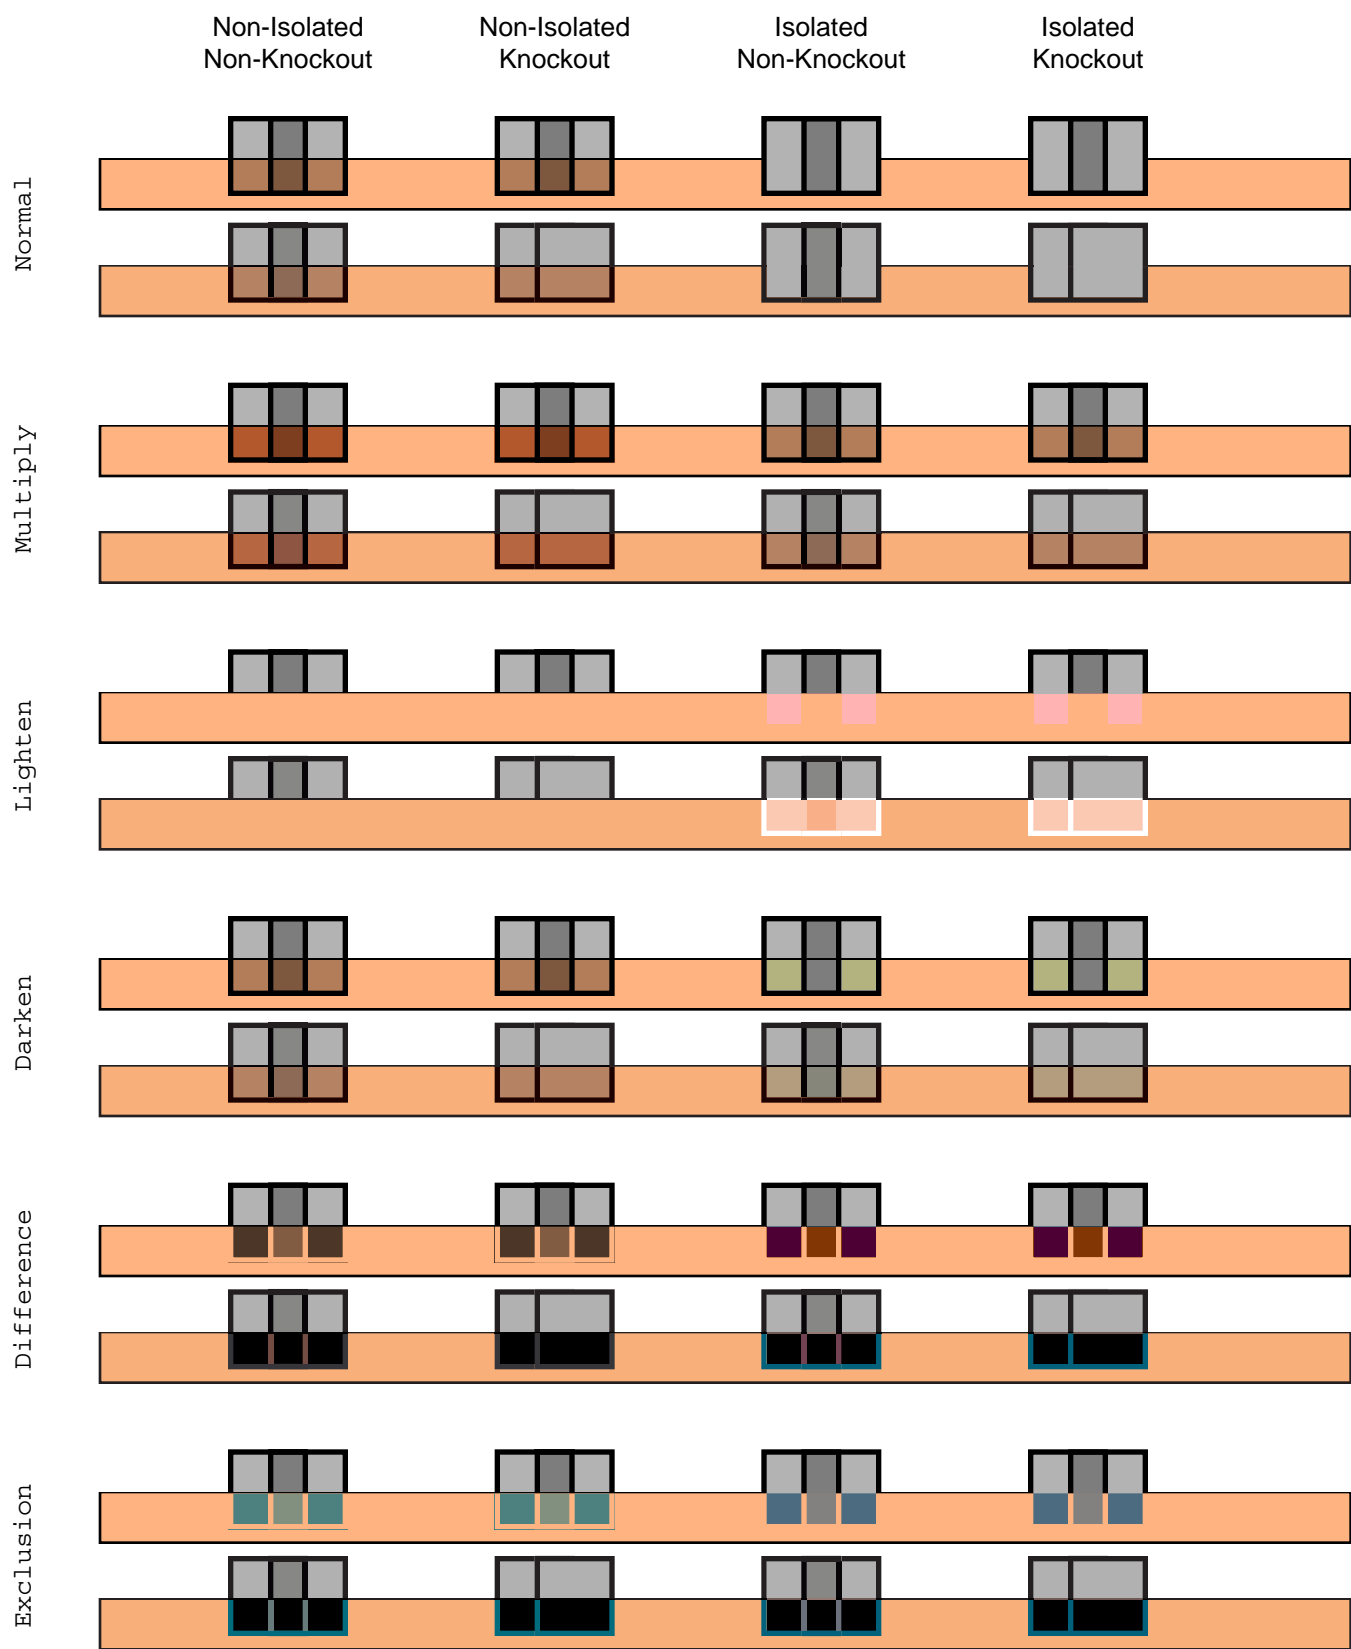 Non-Isolated
Non-Knockout
Non-Isolated
Knockout
Isolated
Non-Knockout
Isolated
Knockout
Normal
Multiply
Lighten
Darken
Difference
Exclusion